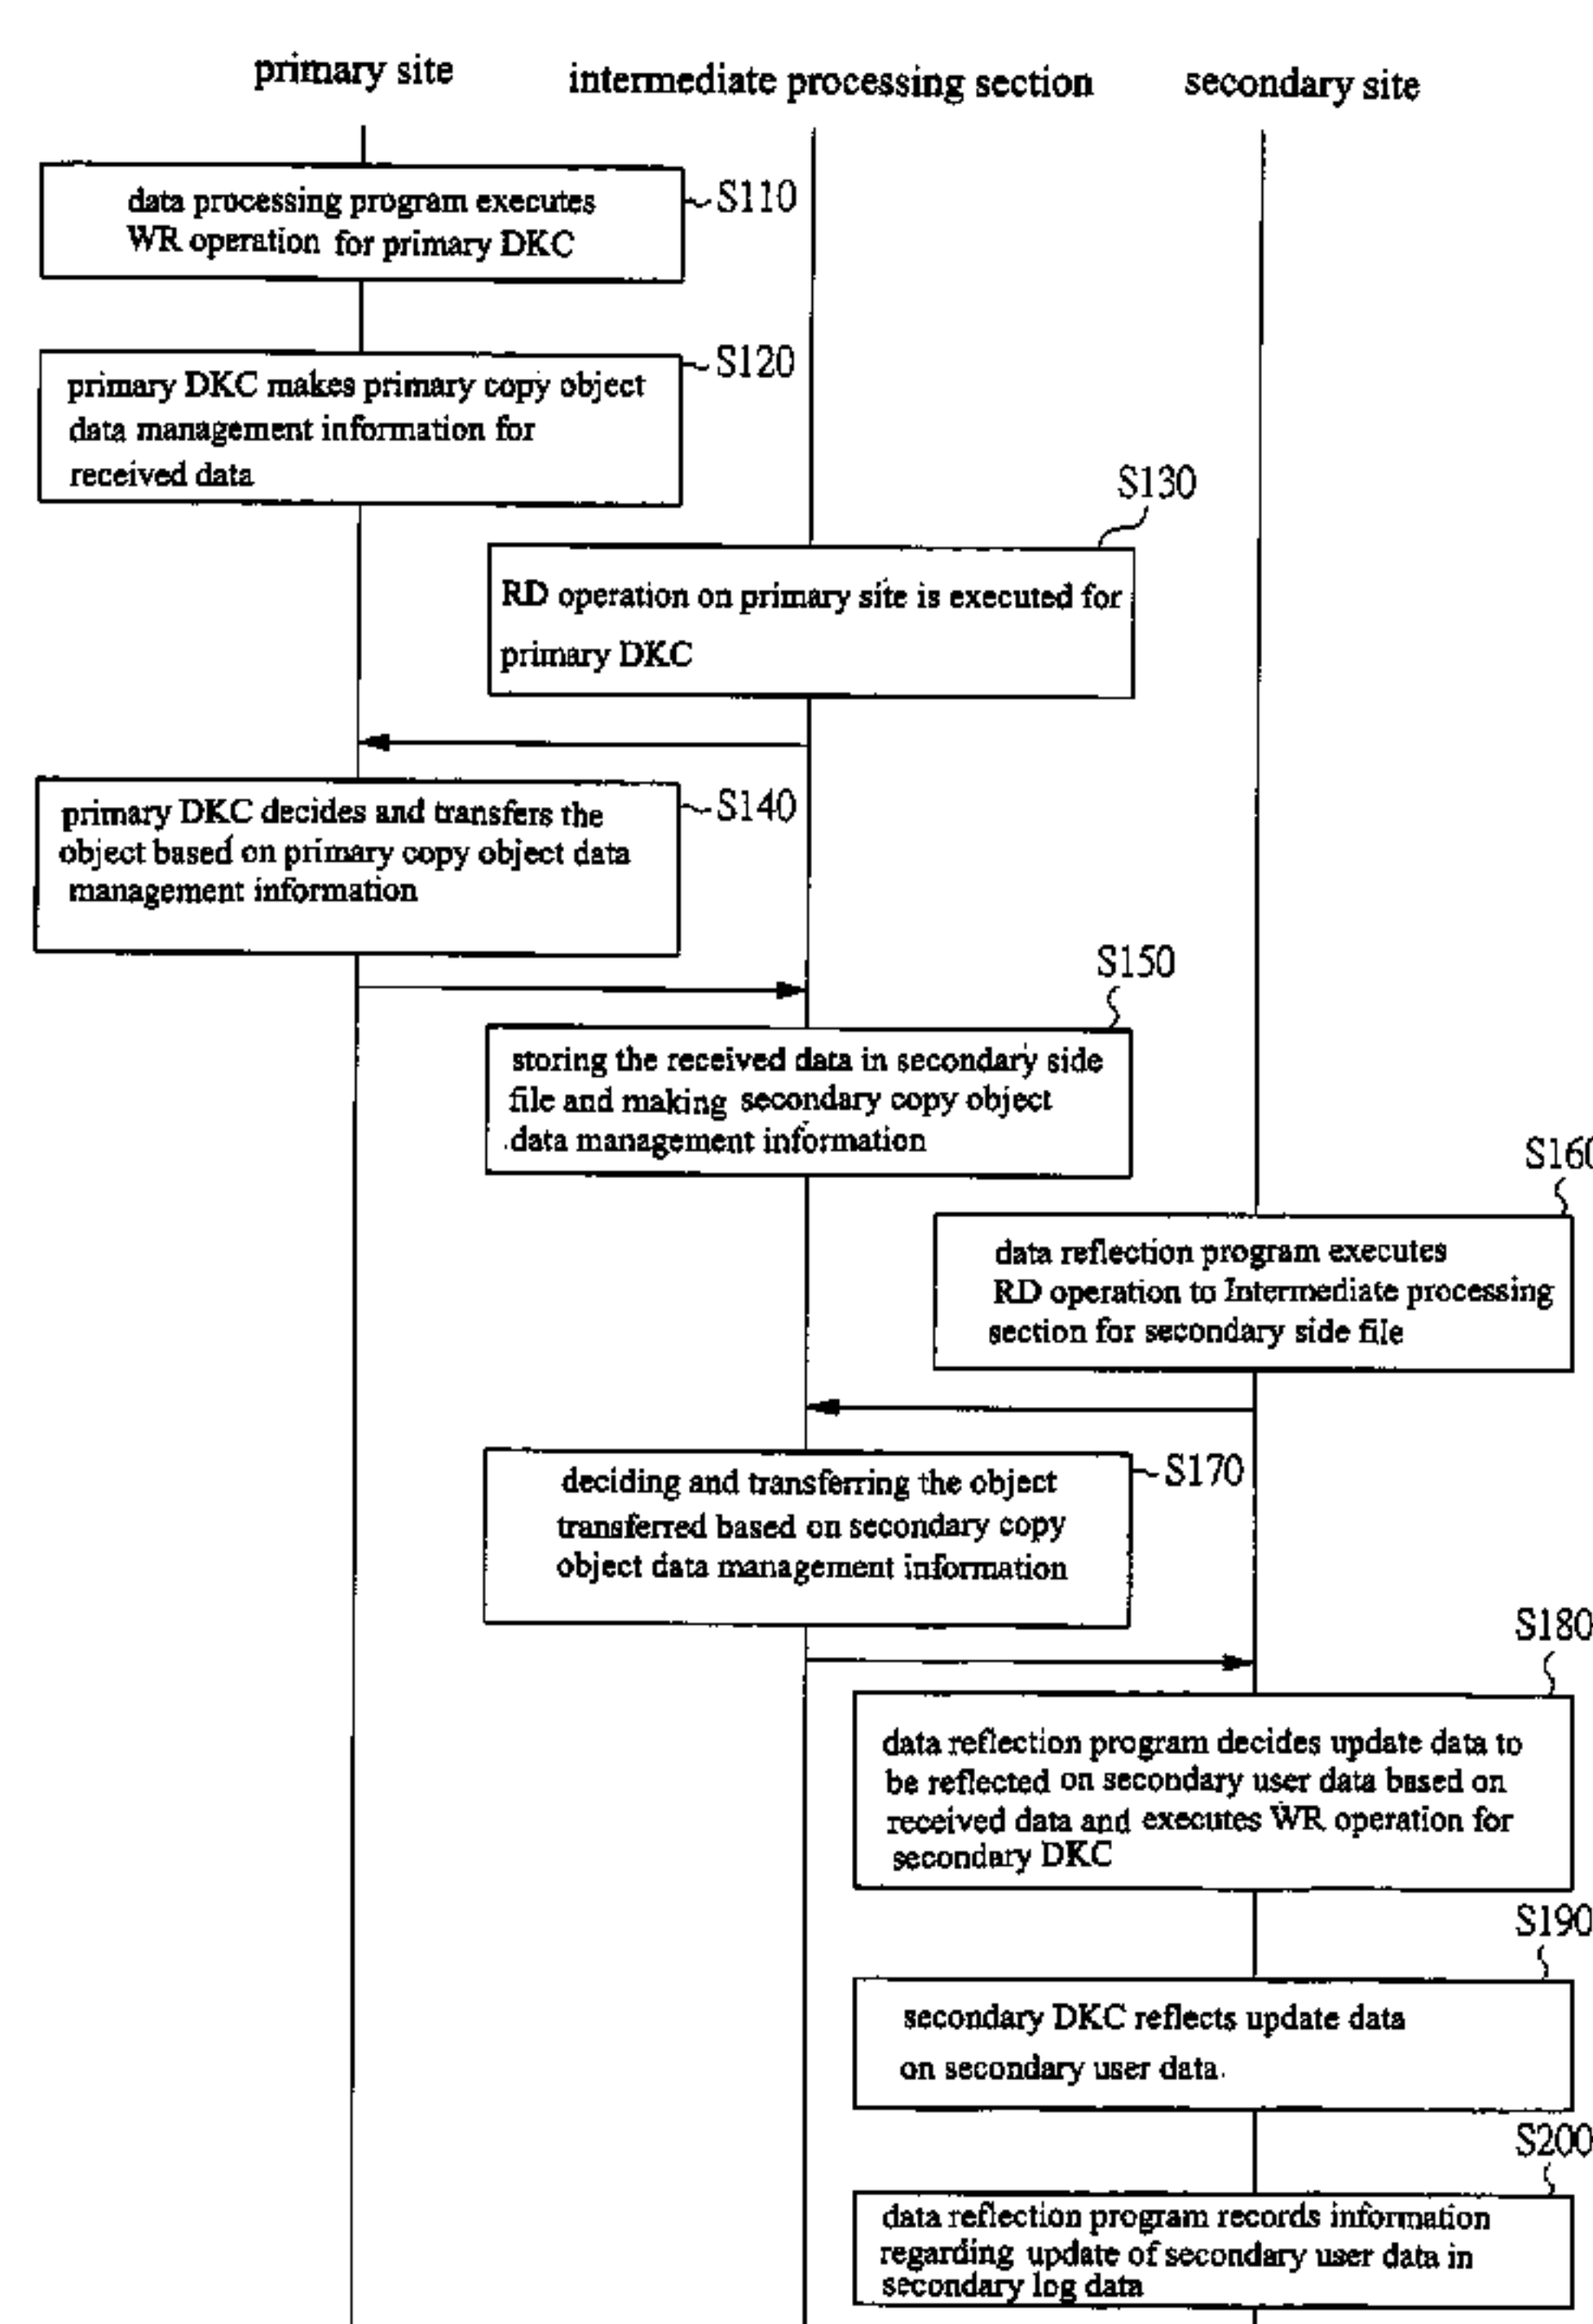 primary site
intermediate processing section
secondary site
data processing program executes
WR operation for primary DKC
S110
primary DKC makes primary copy object
data management information for
received data
S120
S130
RD operation on primary site is executed for
primary DKC
primary DKC decides and transfers the
object based on primary copy object data
management information
S140
S150
storing the received data in secondary side
file and making secondary copy object
data management information
S160
data reflection program executes
RD operation to Intermediate processing
section for secondary side file
deciding and transferring the object
transferred based on secondary copy
object data management information
S170
S180
data reflection program decides update data to
be reflected on secondary user data based on
received data and executes WR operation for
secondary DKC
S190
secondary DKC reflects update data
on secondary user data.
S200
data reflection program records information
regarding update of secondary user data in
secondary log data